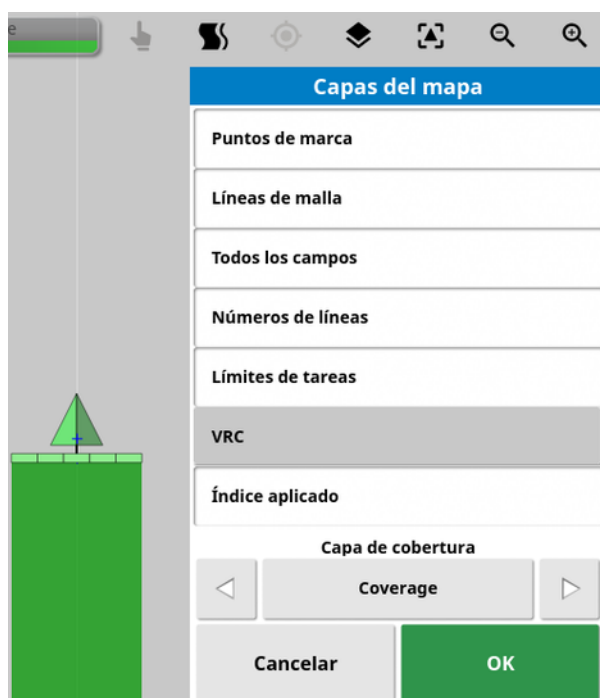 e
Capas del mapa
Puntos de marca
Líneas de malla
Todos los campos
Números de líneas
Límites de tareas
VRC
Índice aplicado
Capa de cobertura
Coverage
Cancelar
OK